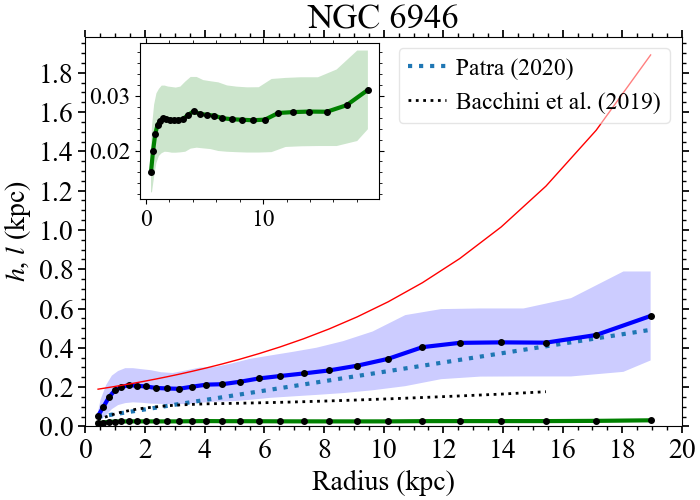 NGC 6946
0.03
0.02
0 10
Patra (2020)
Bacchini et al. (2019)
1.8
1.6
1.4
1.2
1.0
0.8
0.6
0.4
0.2
0.0
h, l (kpc)
0 2 4 6 8 10 12 14 16 18 20
Radius (kpc)